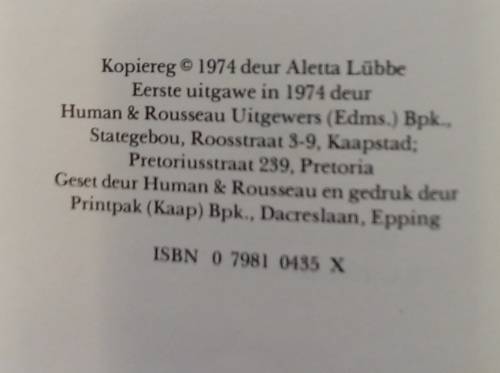 Kopiereg © 1974 deur Aletta Lübbe
Eerste uitgawe in 1974 deur
Human & Rousseau Uitgewers (Edms.) Bpk.,
Stategebou, Roosstraat 3-9, Kaapstad;
Pretoriusstraat 239, Pretoria
Geset deur Human & Rousseau en gedruk deur
Printpak (Kaap) Bpk., Dacreslaan, Epping
ISBN 0 7981 0435 X